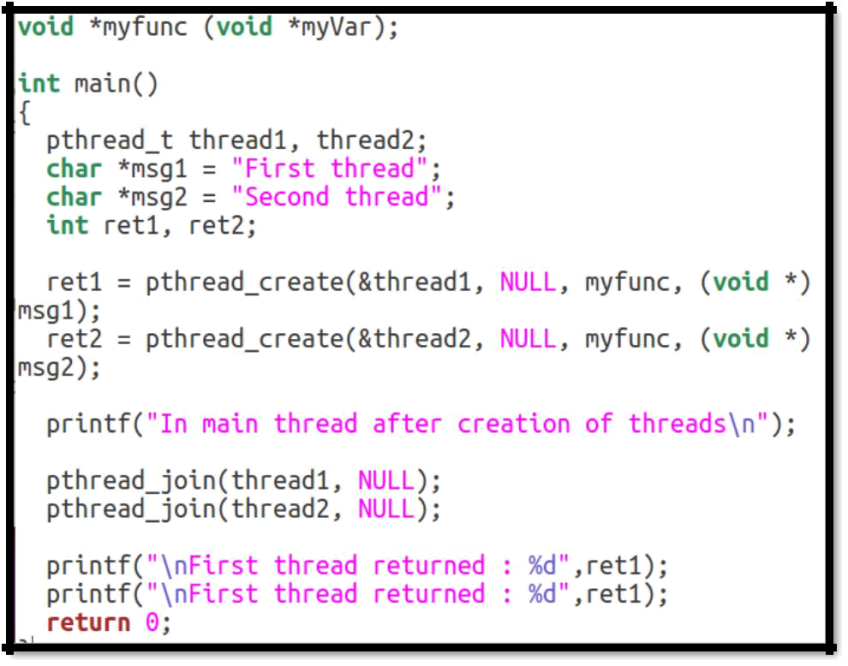 void *myfunc (void *myVar);
int main()
{
pthread_t thread1, thread2;
char *msg1 = "First thread";
char *msg2 = "Second thread";
int ret1, ret2;
ret1 = pthread_create(&thread1, NULL, myfunc, (void *)
msg1);
ret2 = pthread_create(&thread2, NULL, myfunc, (void *)
msg2);
printf("In main thread after creation of threads\n");
pthread_join(thread1, NULL);
pthread_join(thread2, NULL);
printf("\nFirst thread returned : %d",ret1);
printf("\nFirst thread returned : %d",ret1);
return 0;